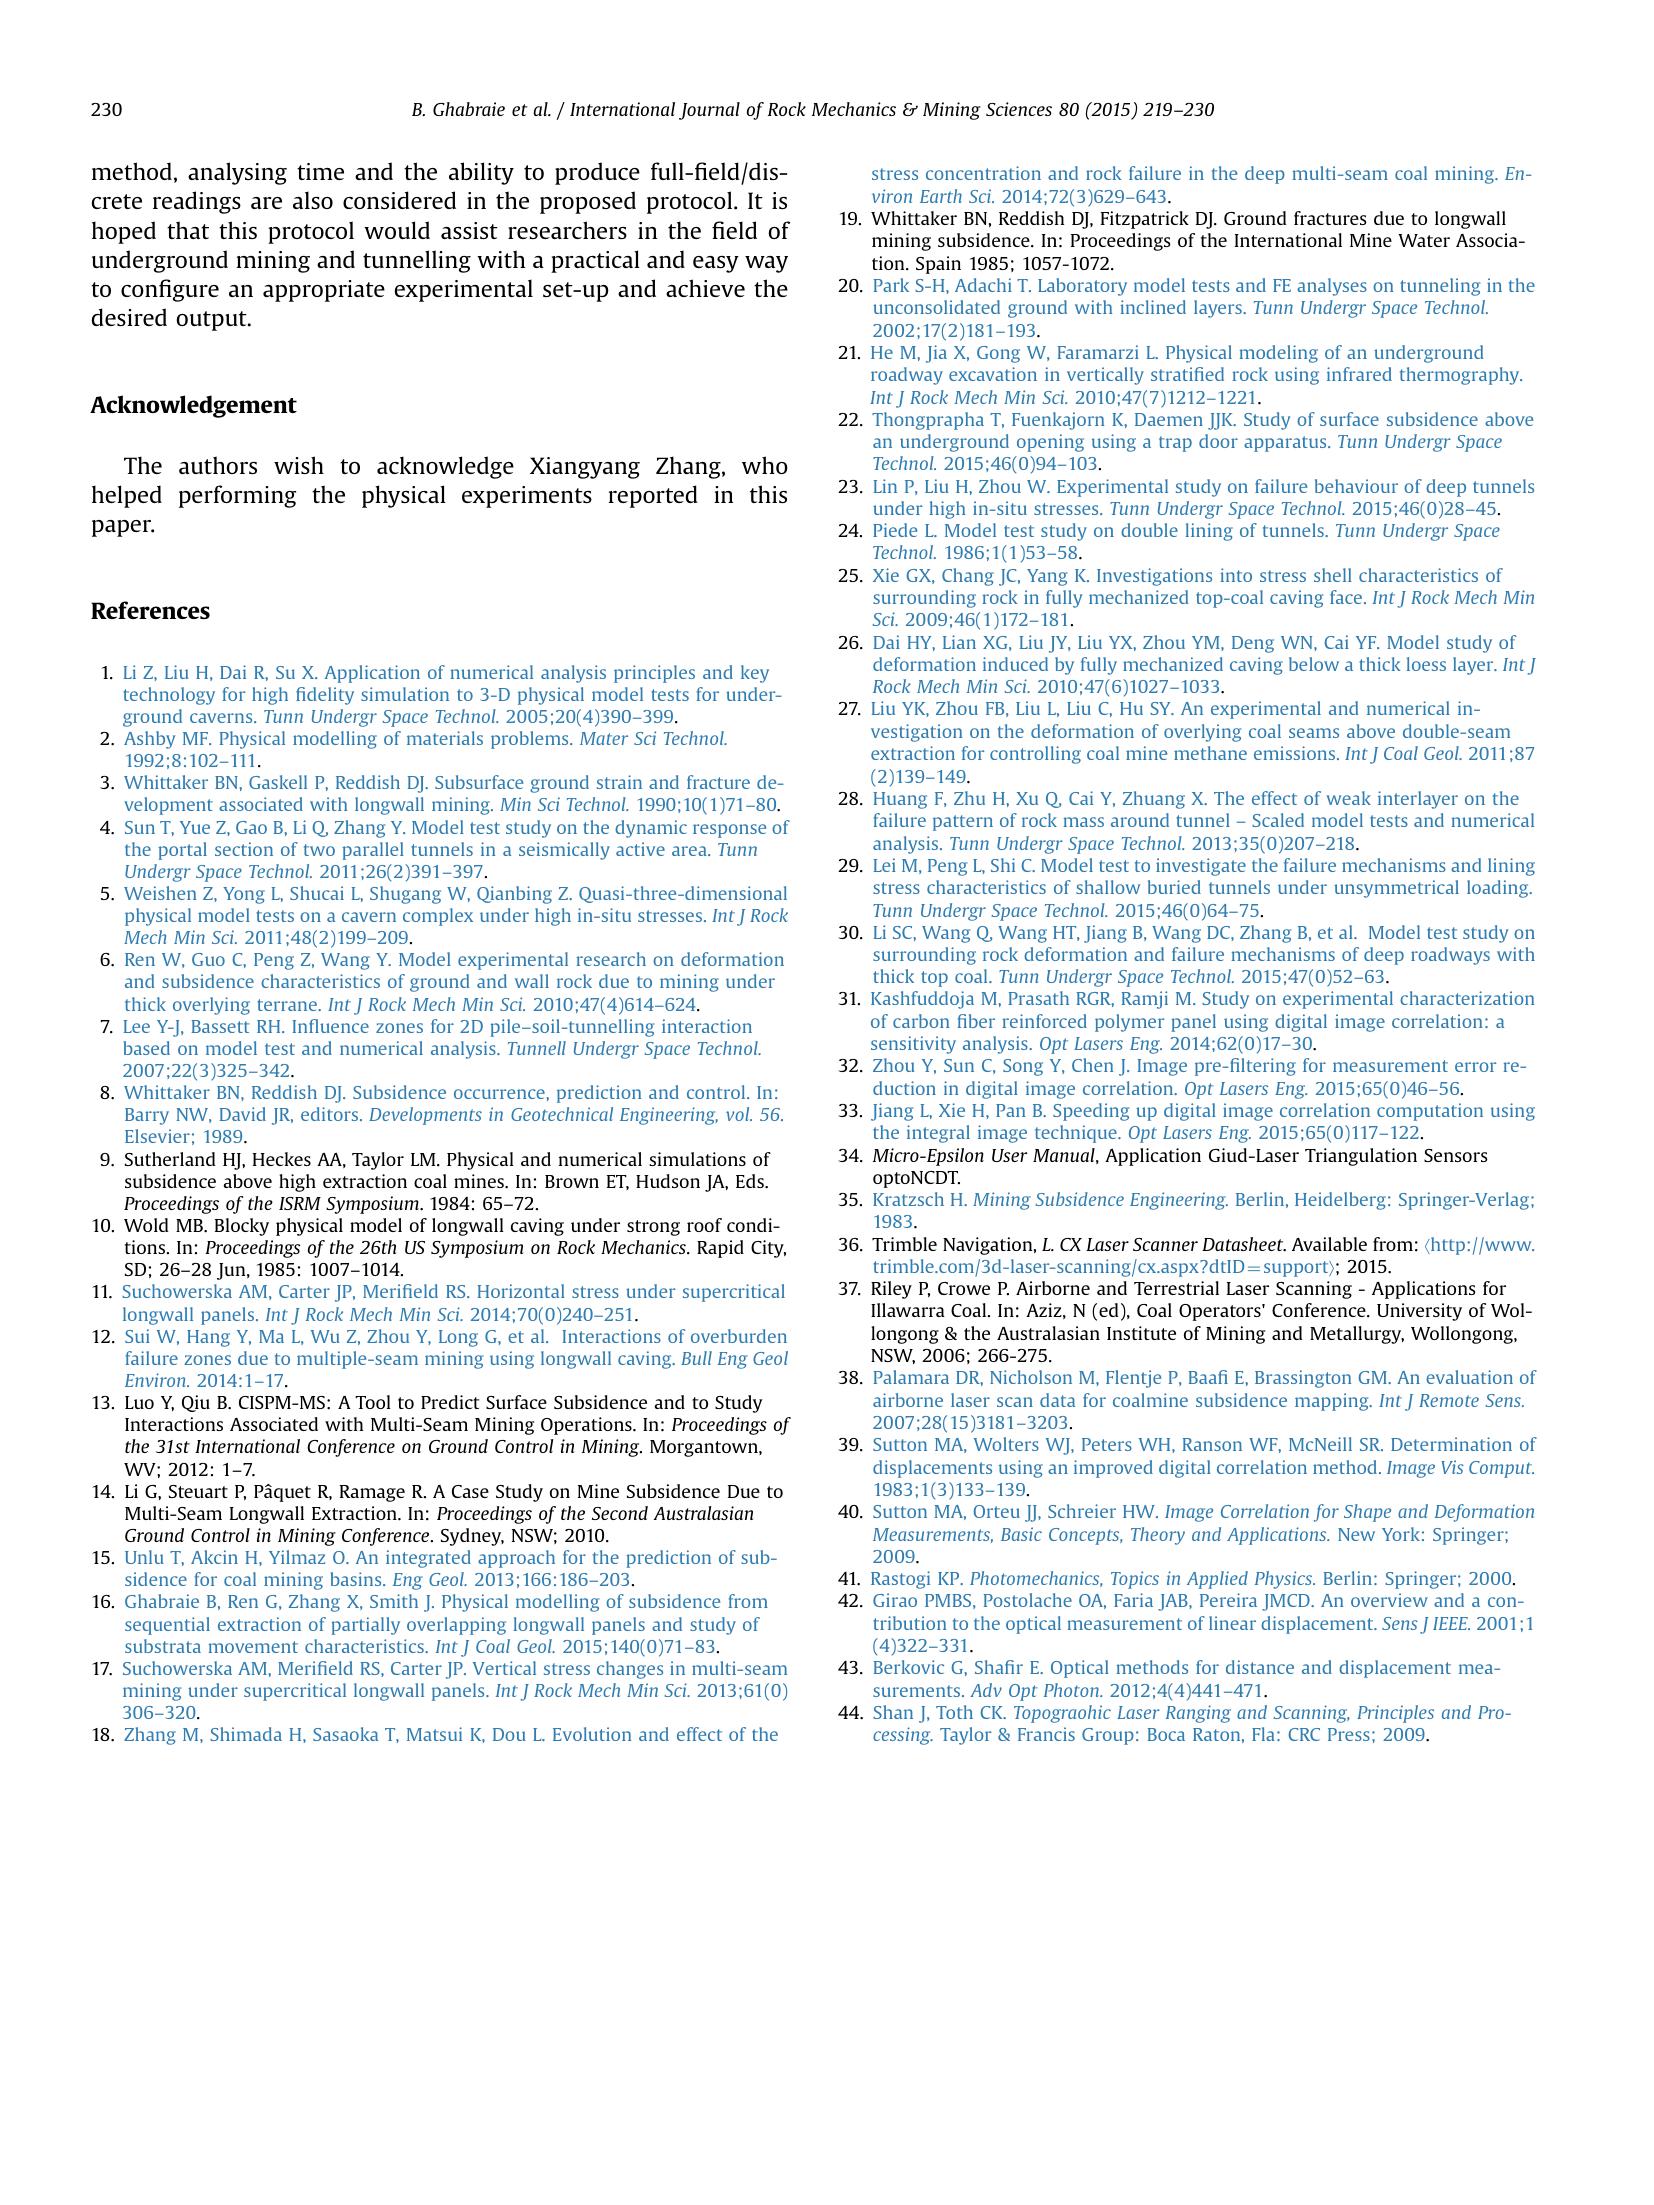 230
B. Ghabraie et al. / International Journal of Rock Mechanics & Mining Sciences 80 (2015) 219–230
method, analysing time and the ability to produce full-field/dis-
crete readings are also considered in the proposed protocol. It is
hoped that this protocol would assist researchers in the field of
underground mining and tunnelling with a practical and easy way
to configure an appropriate experimental set-up and achieve the
desired output.
Acknowledgement
The authors wish to acknowledge Xiangyang Zhang, who
helped performing the physical experiments reported in this
paper.
References
1. Li Z, Liu H, Dai R, Su X. Application of numerical analysis principles and key
technology for high fidelity simulation to 3-D physical model tests for under-
ground caverns. Tunn Undergr Space Technol. 2005;20(4)390–399.
2. Ashby MF. Physical modelling of materials problems. Mater Sci Technol.
1992;8:102–111.
3. Whittaker BN, Gaskell P, Reddish DJ. Subsurface ground strain and fracture de-
velopment associated with longwall mining. Min Sci Technol. 1990;10(1)71–80.
4. Sun T, Yue Z, Gao B, Li Q, Zhang Y. Model test study on the dynamic response of
the portal section of two parallel tunnels in a seismically active area. Tunn
Undergr Space Technol. 2011;26(2)391–397.
5. Weishen Z, Yong L, Shucai L, Shugang W, Qianbing Z. Quasi-three-dimensional
physical model tests on a cavern complex under high in-situ stresses. Int J Rock
Mech Min Sci. 2011;48(2)199–209.
6. Ren W, Guo C, Peng Z, Wang Y. Model experimental research on deformation
and subsidence characteristics of ground and wall rock due to mining under
thick overlying terrane. Int J Rock Mech Min Sci. 2010;47(4)614–624.
7. Lee Y-J, Bassett RH. Influence zones for 2D pile–soil-tunnelling interaction
based on model test and numerical analysis. Tunnell Undergr Space Technol.
2007;22(3)325–342.
8. Whittaker BN, Reddish DJ. Subsidence occurrence, prediction and control. In:
Barry NW, David JR, editors. Developments in Geotechnical Engineering, vol. 56.
Elsevier; 1989.
9. Sutherland HJ, Heckes AA, Taylor LM. Physical and numerical simulations of
subsidence above high extraction coal mines. In: Brown ET, Hudson JA, Eds.
Proceedings of the ISRM Symposium. 1984: 65–72.
10. Wold MB. Blocky physical model of longwall caving under strong roof condi-
tions. In: Proceedings of the 26th US Symposium on Rock Mechanics. Rapid City,
SD; 26–28 Jun, 1985: 1007–1014.
11. Suchowerska AM, Carter JP, Merifield RS. Horizontal stress under supercritical
longwall panels. Int J Rock Mech Min Sci. 2014;70(0)240–251.
12. Sui W, Hang Y, Ma L, Wu Z, Zhou Y, Long G, et al. Interactions of overburden
failure zones due to multiple-seam mining using longwall caving. Bull Eng Geol
Environ. 2014:1–17.
13. Luo Y, Qiu B. CISPM-MS: A Tool to Predict Surface Subsidence and to Study
Interactions Associated with Multi-Seam Mining Operations. In: Proceedings of
the 31st International Conference on Ground Control in Mining. Morgantown,
WV; 2012: 1–7.
14. Li G, Steuart P, Pâquet R, Ramage R. A Case Study on Mine Subsidence Due to
Multi-Seam Longwall Extraction. In: Proceedings of the Second Australasian
Ground Control in Mining Conference. Sydney, NSW; 2010.
15. Unlu T, Akcin H, Yilmaz O. An integrated approach for the prediction of sub-
sidence for coal mining basins. Eng Geol. 2013;166:186–203.
16. Ghabraie B, Ren G, Zhang X, Smith J. Physical modelling of subsidence from
sequential extraction of partially overlapping longwall panels and study of
substrata movement characteristics. Int J Coal Geol. 2015;140(0)71–83.
17. Suchowerska AM, Merifield RS, Carter JP. Vertical stress changes in multi-seam
mining under supercritical longwall panels. Int J Rock Mech Min Sci. 2013;61(0)
306–320.
18. Zhang M, Shimada H, Sasaoka T, Matsui K, Dou L. Evolution and effect of the
stress concentration and rock failure in the deep multi-seam coal mining. En-
viron Earth Sci. 2014;72(3)629–643.
19. Whittaker BN, Reddish DJ, Fitzpatrick DJ. Ground fractures due to longwall
mining subsidence. In: Proceedings of the International Mine Water Associa-
tion. Spain 1985; 1057-1072.
20. Park S-H, Adachi T. Laboratory model tests and FE analyses on tunneling in the
unconsolidated ground with inclined layers. Tunn Undergr Space Technol.
2002;17(2)181–193.
21. He M, Jia X, Gong W, Faramarzi L. Physical modeling of an underground
roadway excavation in vertically stratified rock using infrared thermography.
Int J Rock Mech Min Sci. 2010;47(7)1212–1221.
22. Thongprapha T, Fuenkajorn K, Daemen JJK. Study of surface subsidence above
an underground opening using a trap door apparatus. Tunn Undergr Space
Technol. 2015;46(0)94–103.
23. Lin P, Liu H, Zhou W. Experimental study on failure behaviour of deep tunnels
under high in-situ stresses. Tunn Undergr Space Technol. 2015;46(0)28–45.
24. Piede L. Model test study on double lining of tunnels. Tunn Undergr Space
Technol. 1986;1(1)53–58.
25. Xie GX, Chang JC, Yang K. Investigations into stress shell characteristics of
surrounding rock in fully mechanized top-coal caving face. Int J Rock Mech Min
Sci. 2009;46(1)172–181.
26. Dai HY, Lian XG, Liu JY, Liu YX, Zhou YM, Deng WN, Cai YF. Model study of
deformation induced by fully mechanized caving below a thick loess layer. Int J
Rock Mech Min Sci. 2010;47(6)1027–1033.
27. Liu YK, Zhou FB, Liu L, Liu C, Hu SY. An experimental and numerical in-
vestigation on the deformation of overlying coal seams above double-seam
extraction for controlling coal mine methane emissions. Int J Coal Geol. 2011;87
(2)139–149.
28. Huang F, Zhu H, Xu Q, Cai Y, Zhuang X. The effect of weak interlayer on the
failure pattern of rock mass around tunnel – Scaled model tests and numerical
analysis. Tunn Undergr Space Technol. 2013;35(0)207–218.
29. Lei M, Peng L, Shi C. Model test to investigate the failure mechanisms and lining
stress characteristics of shallow buried tunnels under unsymmetrical loading.
Tunn Undergr Space Technol. 2015;46(0)64–75.
30. Li SC, Wang Q, Wang HT, Jiang B, Wang DC, Zhang B, et al. Model test study on
surrounding rock deformation and failure mechanisms of deep roadways with
thick top coal. Tunn Undergr Space Technol. 2015;47(0)52–63.
31. Kashfuddoja M, Prasath RGR, Ramji M. Study on experimental characterization
of carbon fiber reinforced polymer panel using digital image correlation: a
sensitivity analysis. Opt Lasers Eng. 2014;62(0)17–30.
32. Zhou Y, Sun C, Song Y, Chen J. Image pre-filtering for measurement error re-
duction in digital image correlation. Opt Lasers Eng. 2015;65(0)46–56.
33. Jiang L, Xie H, Pan B. Speeding up digital image correlation computation using
the integral image technique. Opt Lasers Eng. 2015;65(0)117–122.
34. Micro-Epsilon User Manual, Application Giud-Laser Triangulation Sensors
optoNCDT.
35. Kratzsch H. Mining Subsidence Engineering. Berlin, Heidelberg: Springer-Verlag;
1983.
36. Trimble Navigation, L. CX Laser Scanner Datasheet. Available from: 〈http://www.
trimble.com/3d-laser-scanning/cx.aspx?dtID=support〉; 2015.
37. Riley P, Crowe P. Airborne and Terrestrial Laser Scanning - Applications for
Illawarra Coal. In: Aziz, N (ed), Coal Operators' Conference. University of Wol-
longong & the Australasian Institute of Mining and Metallurgy, Wollongong,
NSW, 2006; 266-275.
38. Palamara DR, Nicholson M, Flentje P, Baafi E, Brassington GM. An evaluation of
airborne laser scan data for coalmine subsidence mapping. Int J Remote Sens.
2007;28(15)3181–3203.
39. Sutton MA, Wolters WJ, Peters WH, Ranson WF, McNeill SR. Determination of
displacements using an improved digital correlation method. Image Vis Comput.
1983;1(3)133–139.
40. Sutton MA, Orteu JJ, Schreier HW. Image Correlation for Shape and Deformation
Measurements, Basic Concepts, Theory and Applications. New York: Springer;
2009.
41. Rastogi KP. Photomechanics, Topics in Applied Physics. Berlin: Springer; 2000.
42. Girao PMBS, Postolache OA, Faria JAB, Pereira JMCD. An overview and a con-
tribution to the optical measurement of linear displacement. Sens J IEEE. 2001;1
(4)322–331.
43. Berkovic G, Shafir E. Optical methods for distance and displacement mea-
surements. Adv Opt Photon. 2012;4(4)441–471.
44. Shan J, Toth CK. Topograohic Laser Ranging and Scanning, Principles and Pro-
cessing. Taylor & Francis Group: Boca Raton, Fla: CRC Press; 2009.